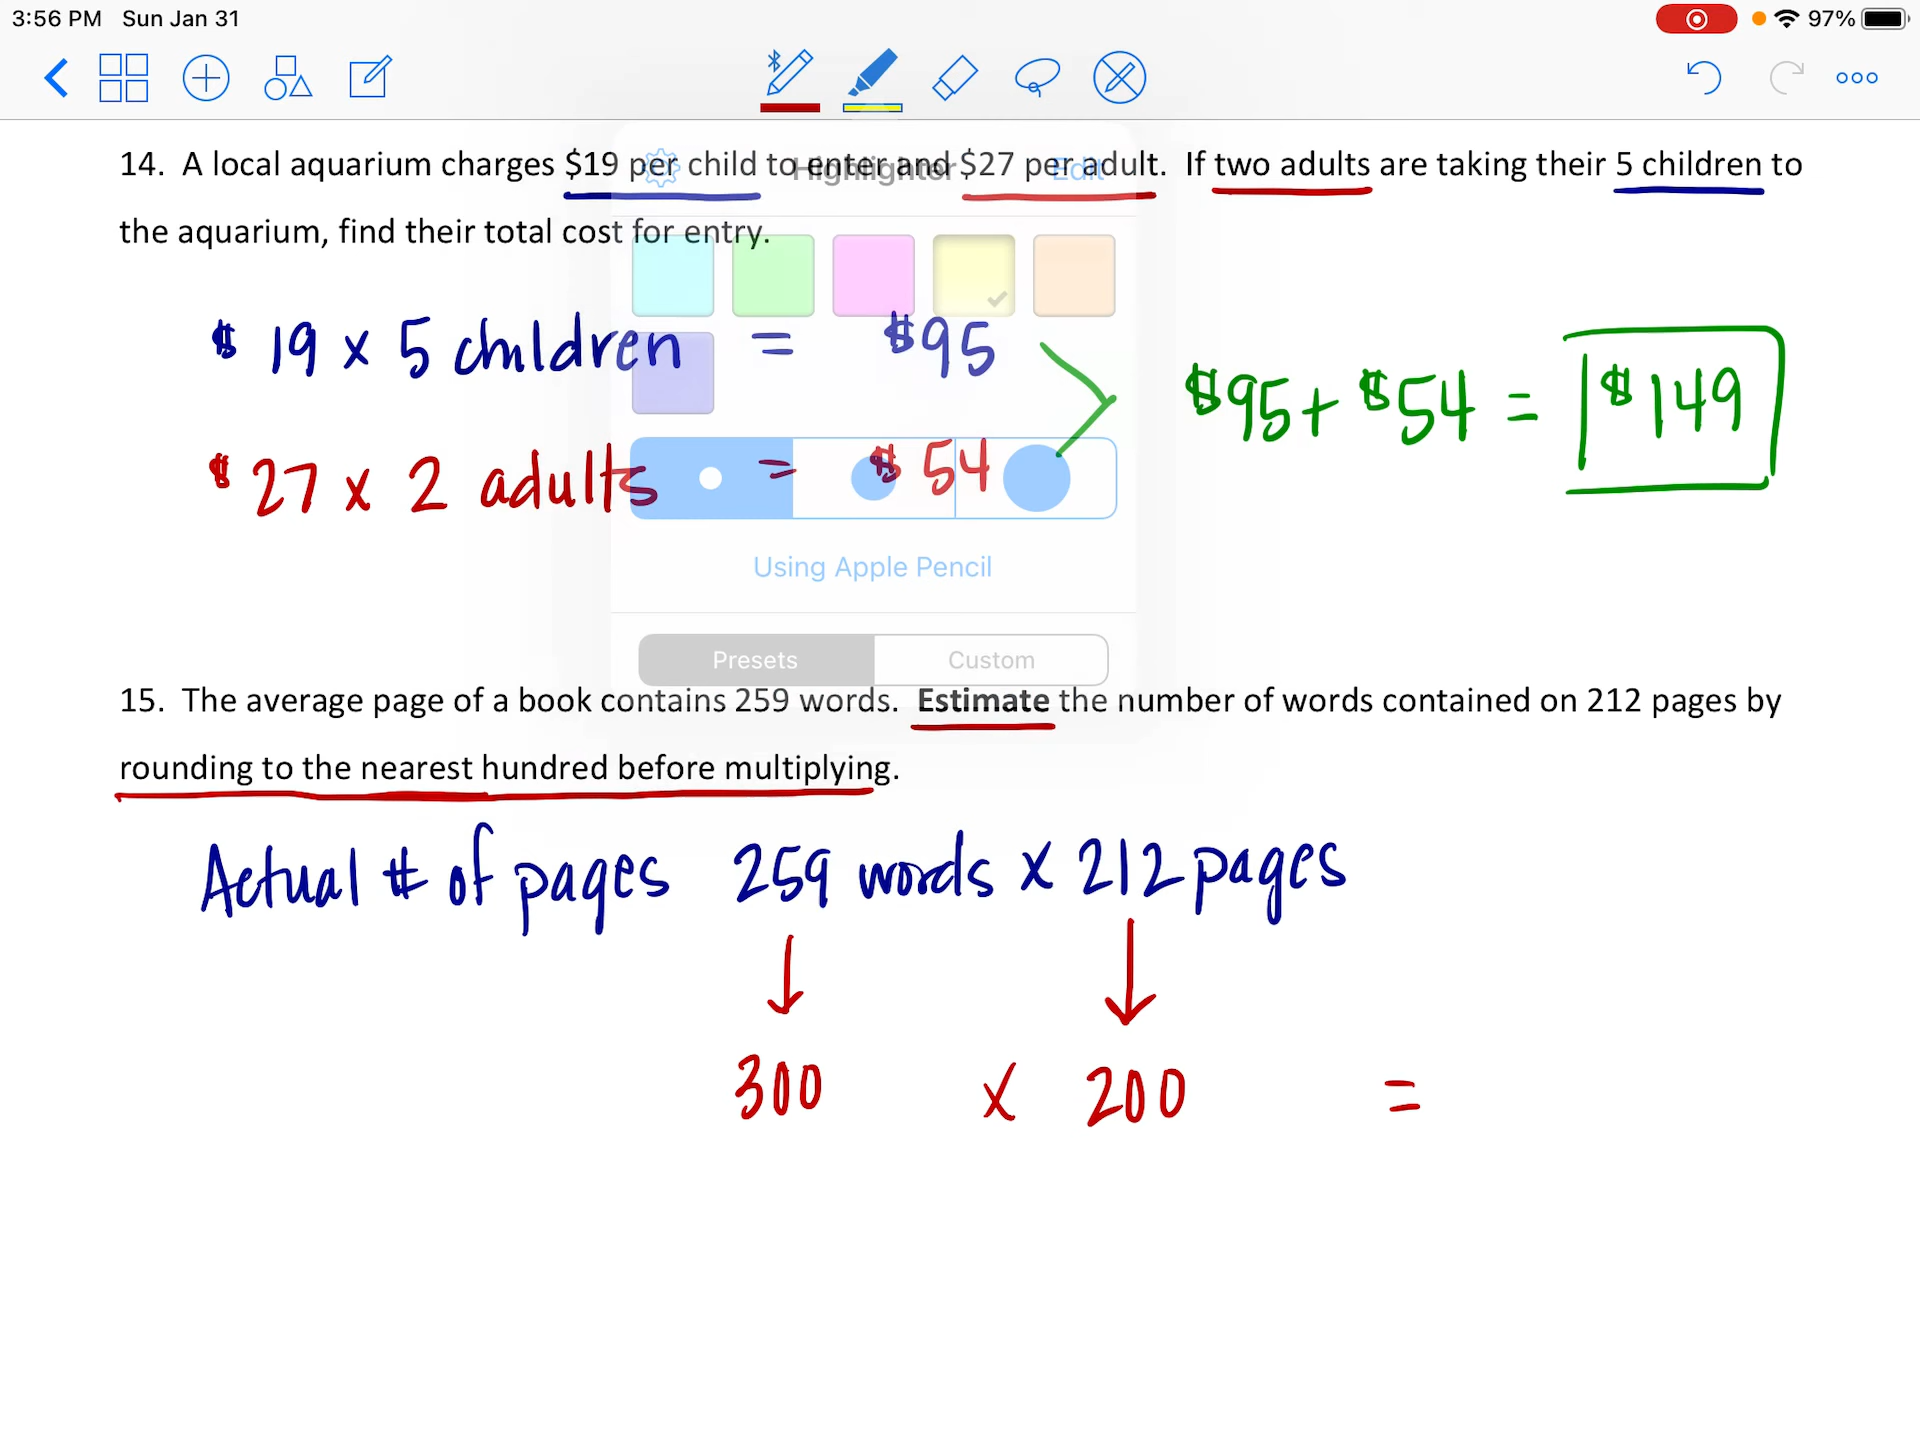 3:56 PM Sun Jan 31
97%
14. A local aquarium charges $19 per child to enter and $27 per adult. If two adults are taking their 5 children to
Highlighter Edit
the aquarium, find their total cost for entry.
$19 x 5 children = $95
$95 + $54 = $149
$27 x 2 adults = $54
Using Apple Pencil
Presets Custom
15. The average page of a book contains 259 words. Estimate the number of words contained on 212 pages by
rounding to the nearest hundred before multiplying.
Actual # of pages 259 words x 212 pages
300 x 200 =